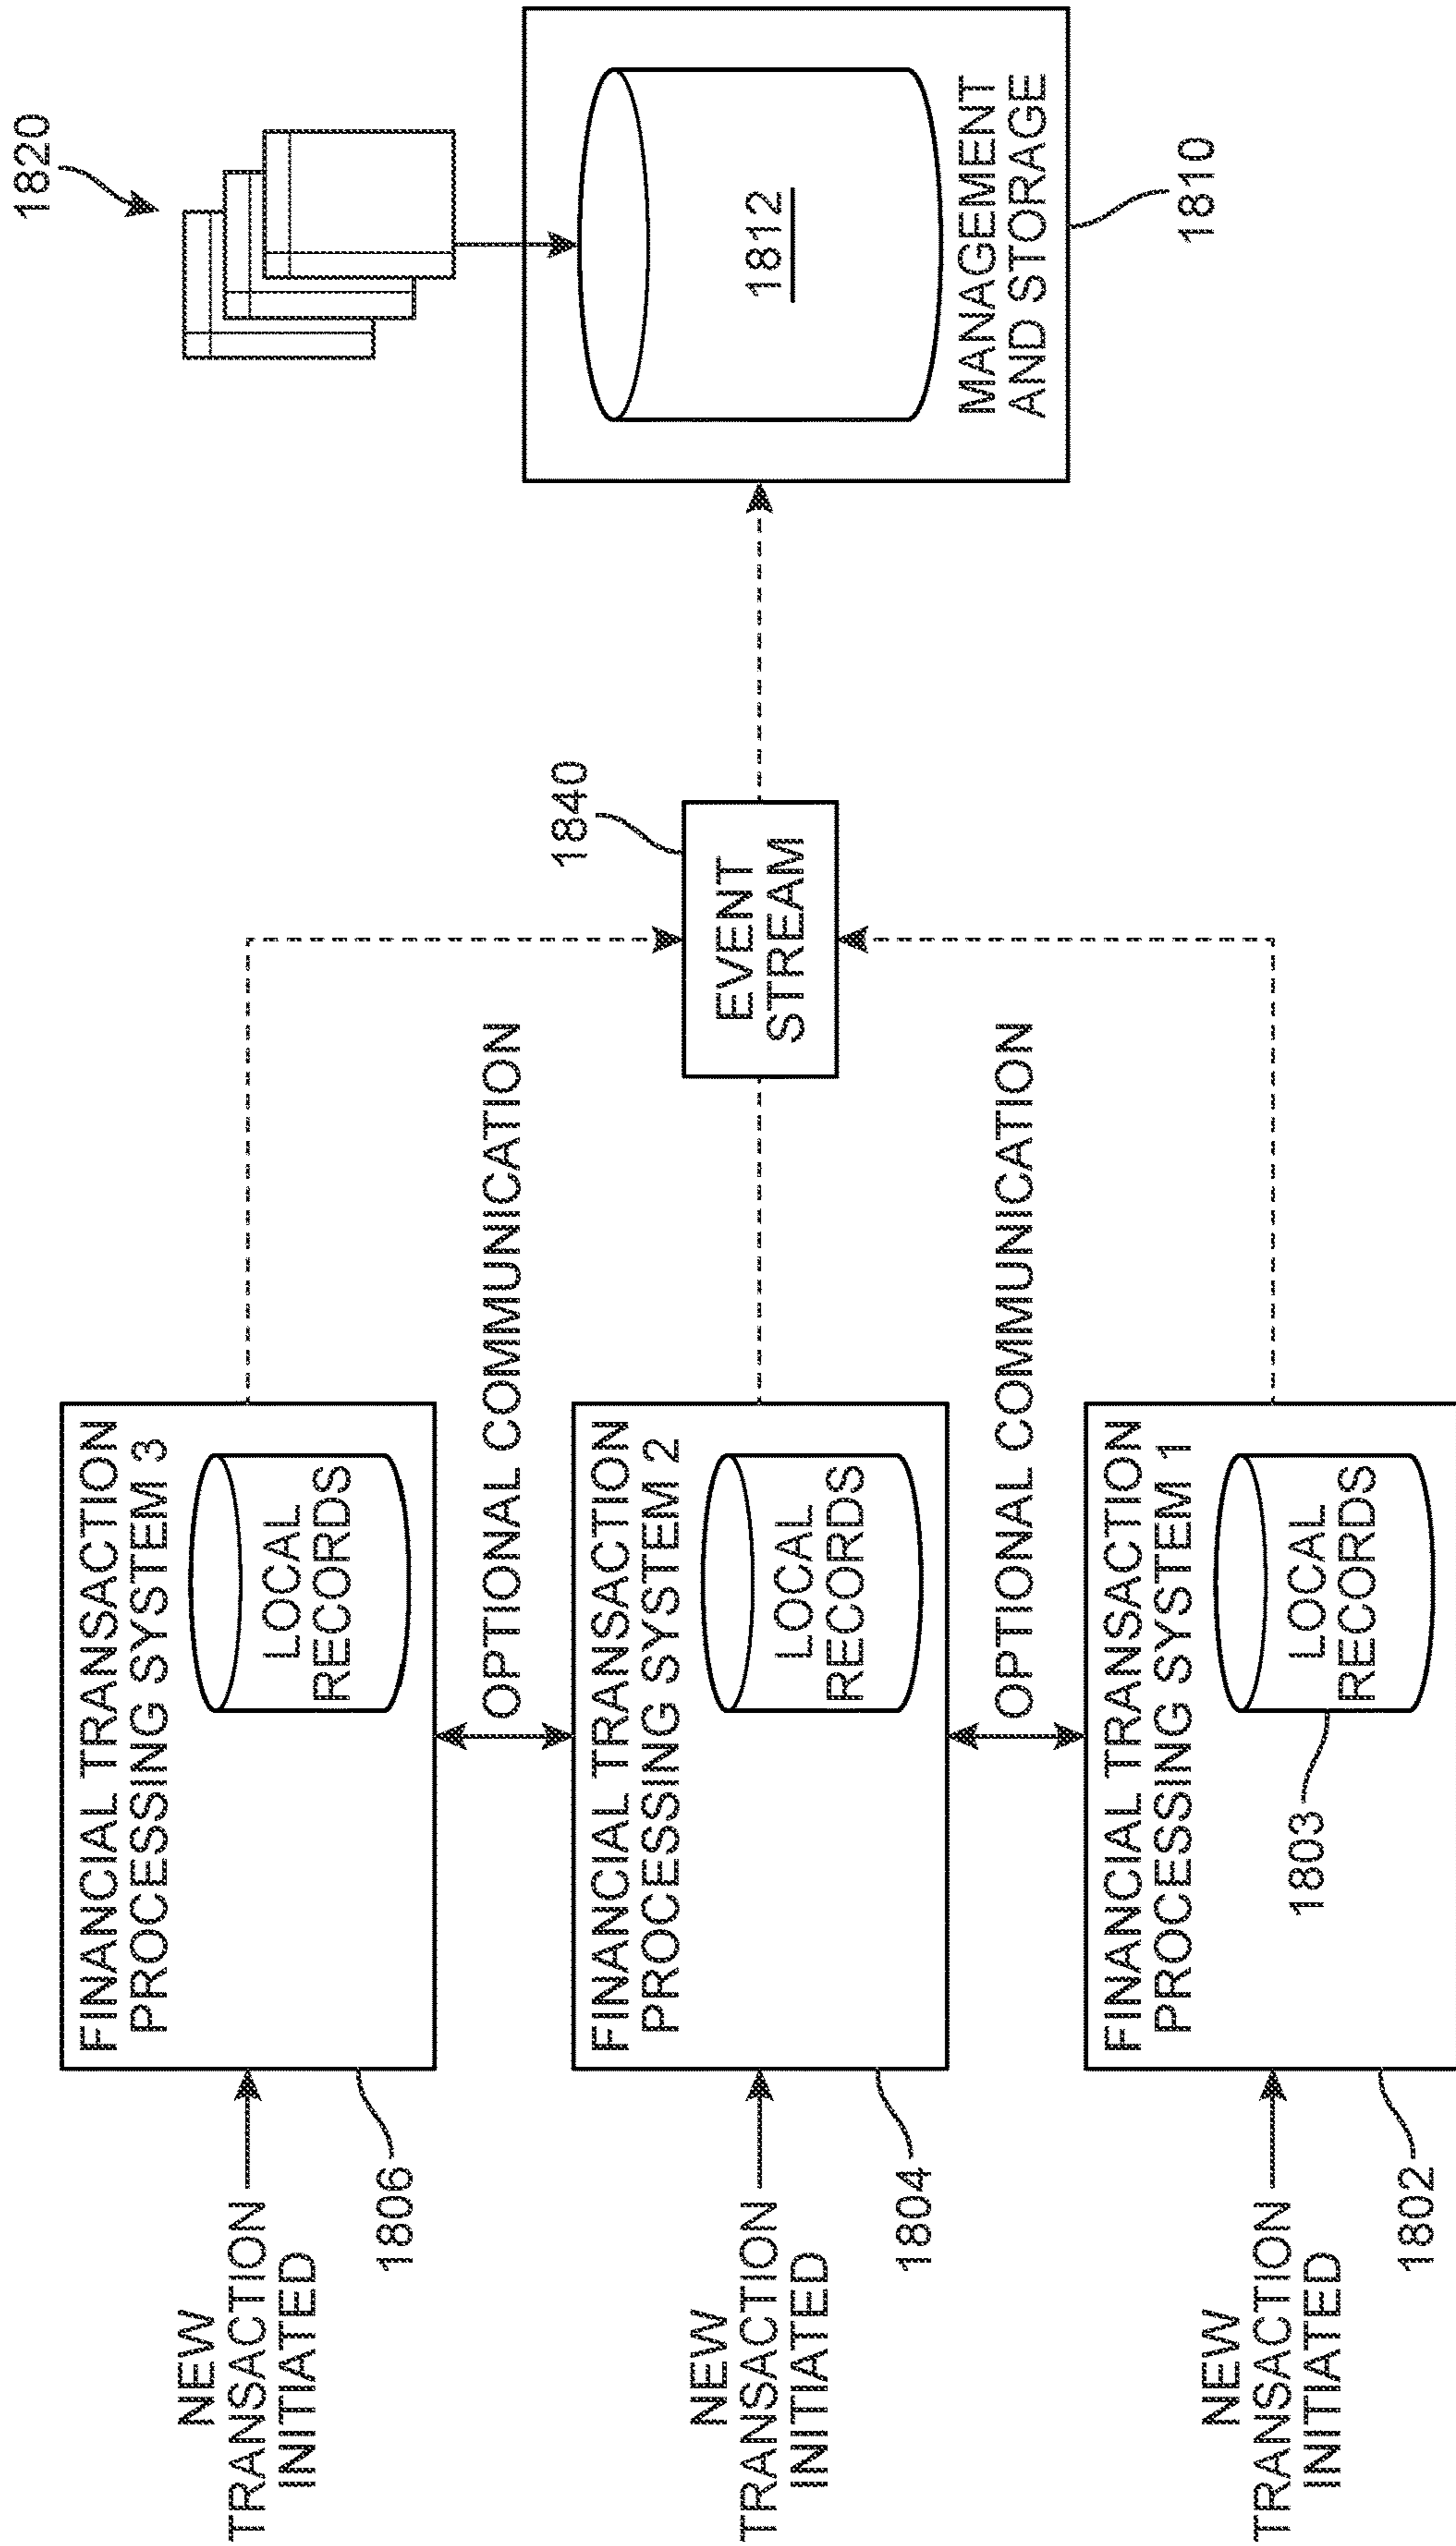 NEW
TRANSACTION
INITIATED
1806
FINANCIAL TRANSACTION
PROCESSING SYSTEM 3
LOCAL
RECORDS
OPTIONAL COMMUNICATION
NEW
TRANSACTION
INITIATED
1804
FINANCIAL TRANSACTION
PROCESSING SYSTEM 2
LOCAL
RECORDS
OPTIONAL COMMUNICATION
NEW
TRANSACTION
INITIATED
1802
FINANCIAL TRANSACTION
PROCESSING SYSTEM 1
1803
LOCAL
RECORDS
1840
EVENT
STREAM
1820
1812
MANAGEMENT
AND STORAGE
1810